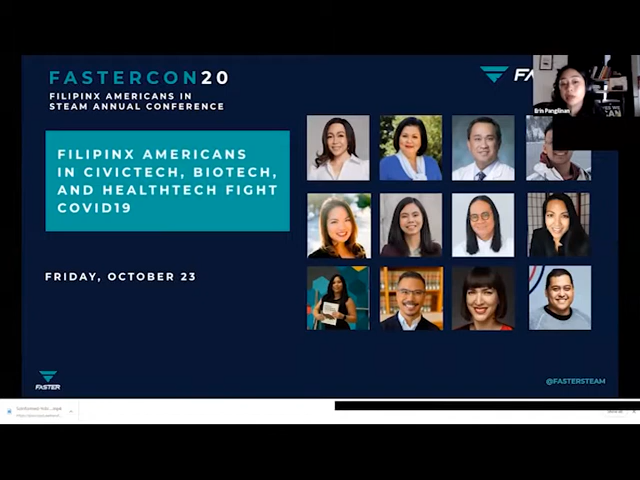 FASTERCON20
FILIPINX AMERICANS IN
STEAM ANNUAL CONFERENCE
FA
Erin Pangilinan
FILIPINX AMERICANS
IN CIVICTECH, BIOTECH,
AND HEALTHTECH FIGHT
COVID19
FRIDAY, OCTOBER 23
FASTER
@FASTERSTEAM